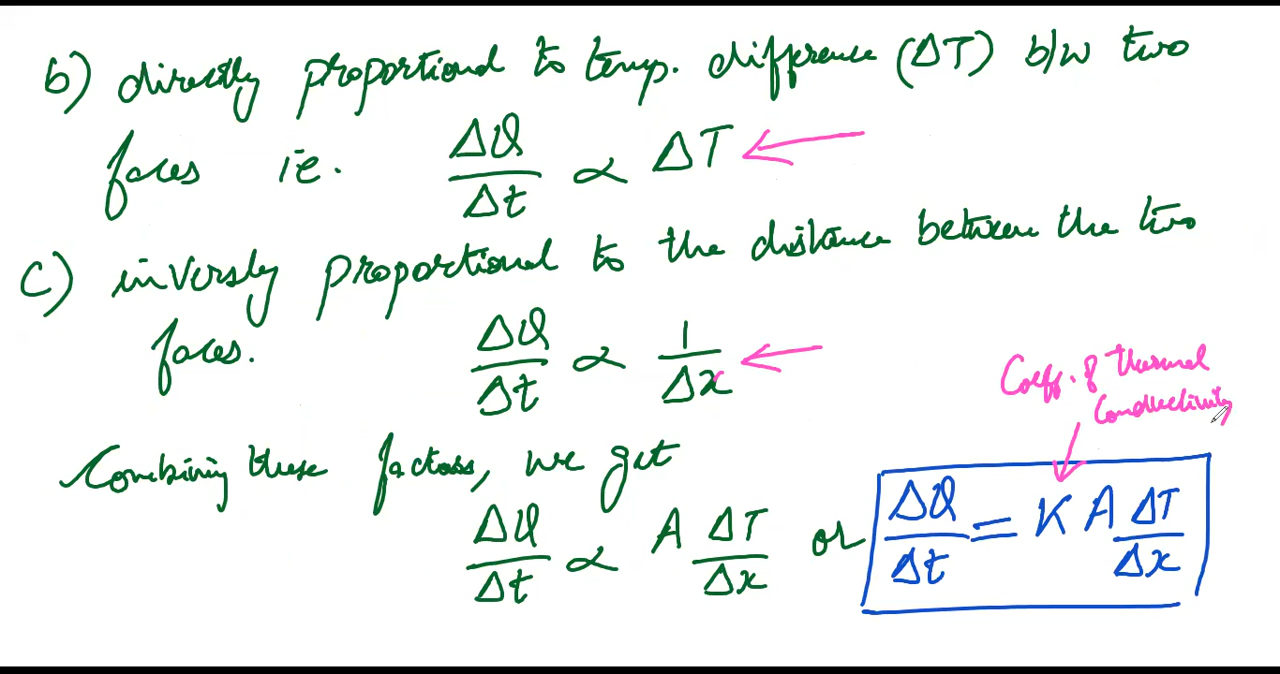 b) directly proportional to temp. difference (ΔT) b/w two
faces ie. ΔQ/Δt ∝ ΔT
c) inversly proportional to the distance between the two
faces. ΔQ/Δt ∝ 1/Δx
Coeff. of thermal
Conductivity
Combining these factors, we get
ΔQ/Δt ∝ A ΔT/Δx or ΔQ/Δt = K A ΔT/Δx